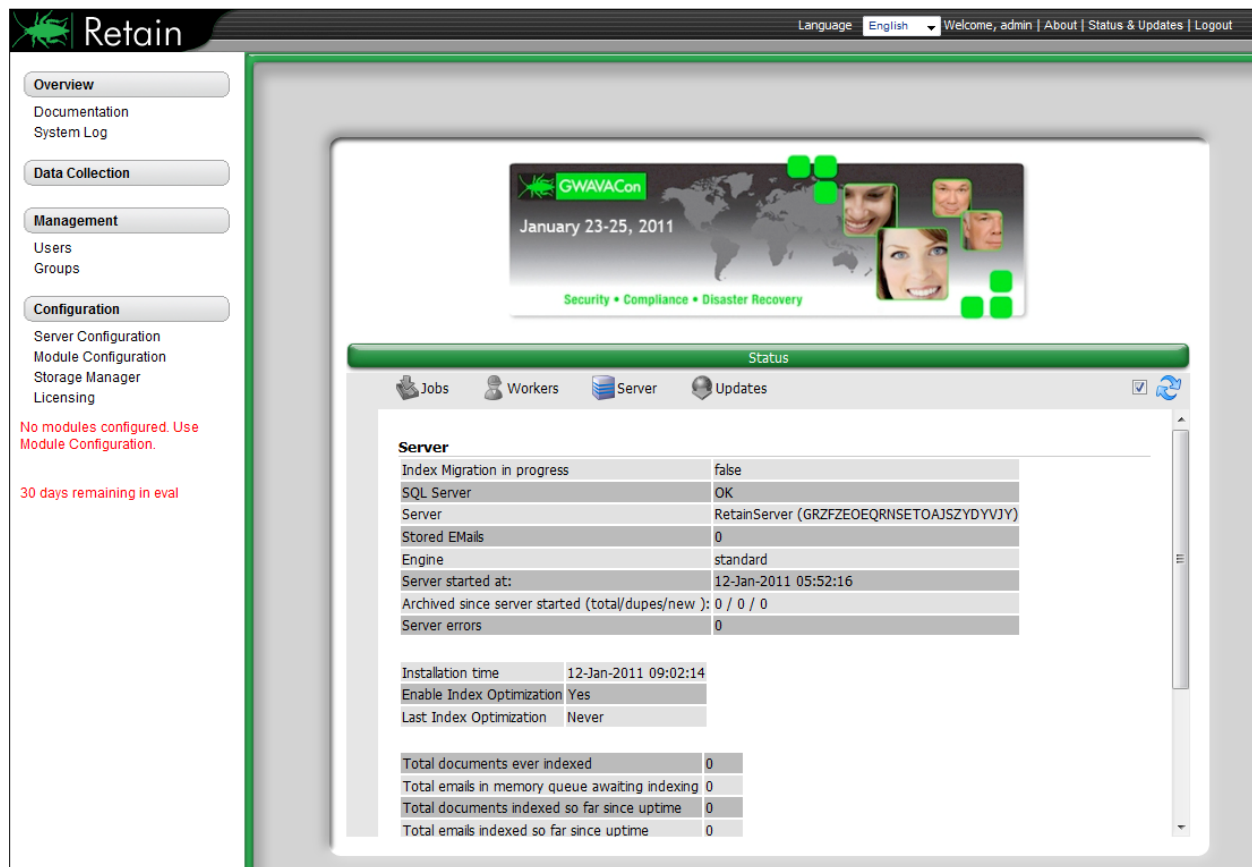 Retain
Language English Welcome, admin | About | Status & Updates | Logout
Overview
Documentation
System Log
Data Collection
Management
Users
Groups
Configuration
Server Configuration
Module Configuration
Storage Manager
Licensing
No modules configured. Use
Module Configuration.
30 days remaining in eval
GWAVACon
January 23-25, 2011
Security • Compliance • Disaster Recovery
Status
Jobs Workers Server Updates
Server
Index Migration in progress false
SQL Server OK
Server RetainServer (GRZFZEOEQRNSETOAJSZYDYVJY)
Stored EMails 0
Engine standard
Server started at: 12-Jan-2011 05:52:16
Archived since server started (total/dupes/new ): 0 / 0 / 0
Server errors 0
Installation time 12-Jan-2011 09:02:14
Enable Index Optimization Yes
Last Index Optimization Never
Total documents ever indexed 0
Total emails in memory queue awaiting indexing 0
Total documents indexed so far since uptime 0
Total emails indexed so far since uptime 0